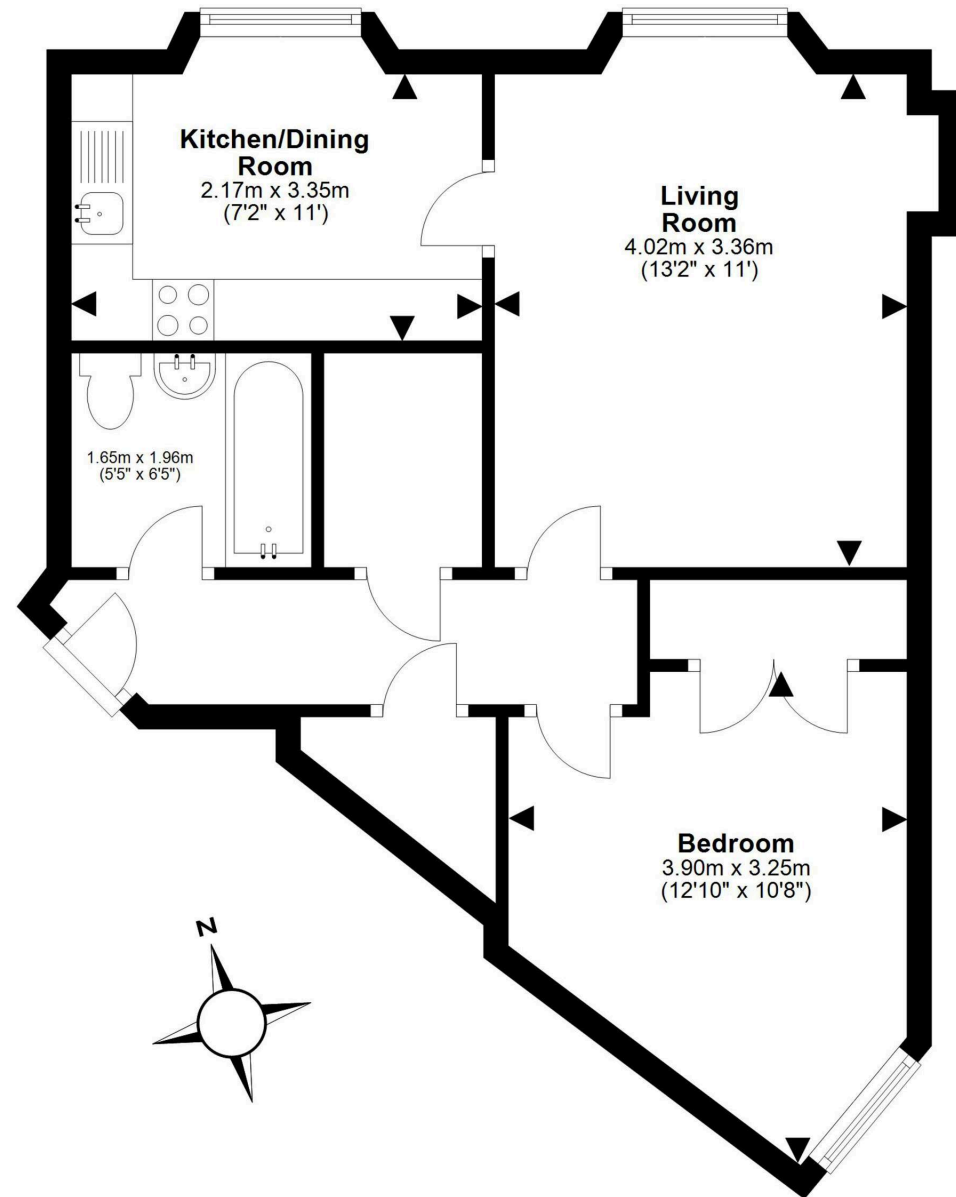 Kitchen/Dining
Room
2.17m x 3.35m
(7'2" x 11')
Living
Room
4.02m x 3.36m
(13'2" x 11')
1.65m x 1.96m
(5'5" x 6'5")
Bedroom
3.90m x 3.25m
(12'10" x 10'8")
N